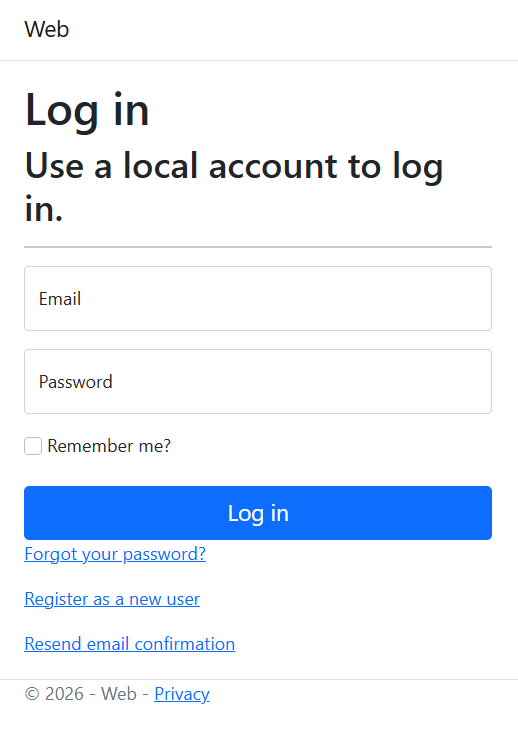 Web
Log in
Use a local account to log
in.
Email
Password
Remember me?
Log in
Forgot your password?
Register as a new user
Resend email confirmation
© 2026 - Web - Privacy